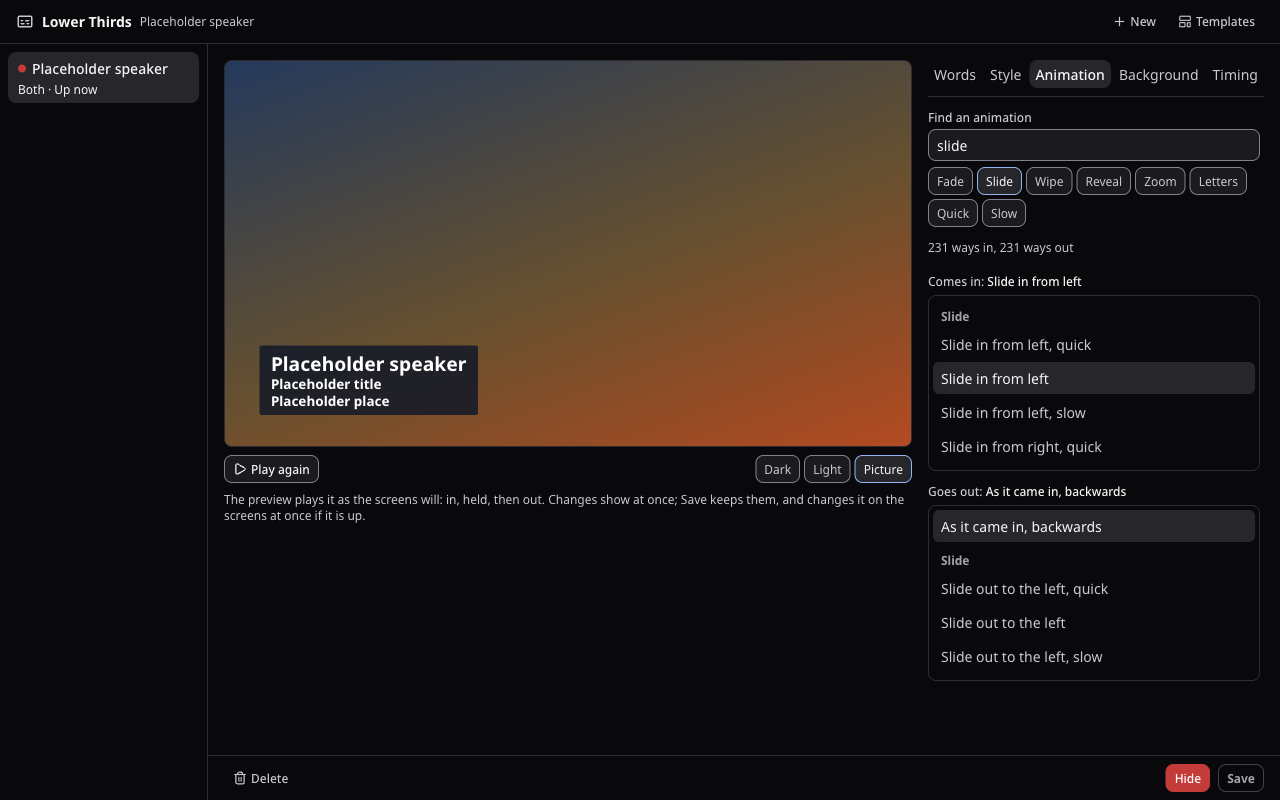 Lower Thirds Placeholder speaker
New
Templates
Placeholder speaker
Both · Up now
Placeholder speaker
Placeholder title
Placeholder place
Play again
Dark
Light
Picture
The preview plays it as the screens will: in, held, then out. Changes show at once; Save keeps them, and changes it on the
screens at once if it is up.
Words
Style
Animation
Background
Timing
Find an animation
slide
Fade
Slide
Wipe
Reveal
Zoom
Letters
Quick
Slow
231 ways in, 231 ways out
Comes in: Slide in from left
Slide
Slide in from left, quick
Slide in from left
Slide in from left, slow
Slide in from right, quick
Goes out: As it came in, backwards
As it came in, backwards
Slide
Slide out to the left, quick
Slide out to the left
Slide out to the left, slow
Delete
Hide
Save